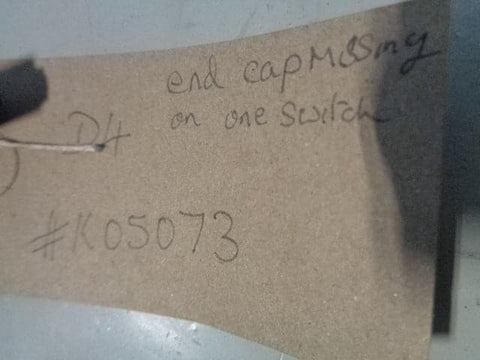 end cap missing
on one switch
D4
#K05073